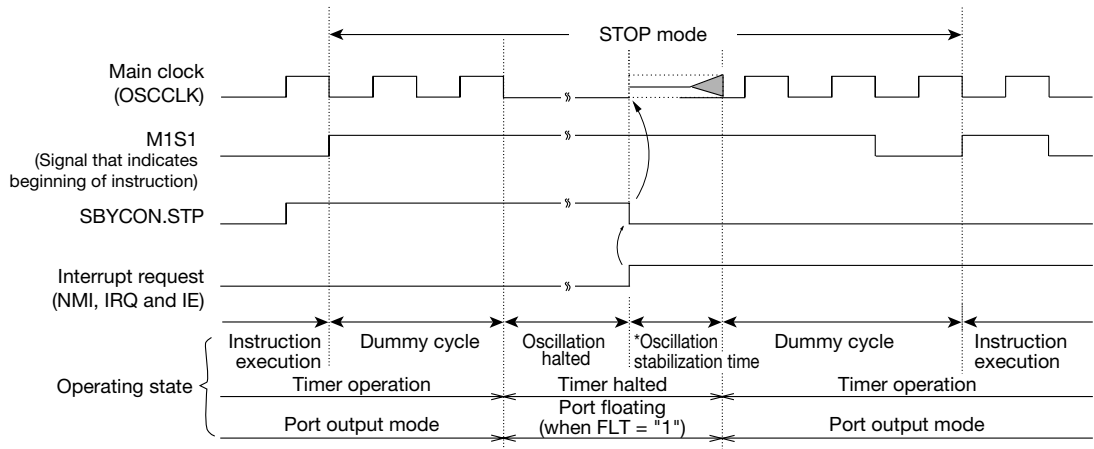 STOP mode
Main clock
(OSCCLK)
M1S1
(Signal that indicates
beginning of instruction)
SBYCON.STP
Interrupt request
(NMI, IRQ and IE)
Operating state
Instruction
execution
Dummy cycle
Oscillation
halted
*Oscillation
stabilization time
Dummy cycle
Instruction
execution
Timer operation
Timer halted
Timer operation
Port output mode
Port floating
(when FLT = "1")
Port output mode